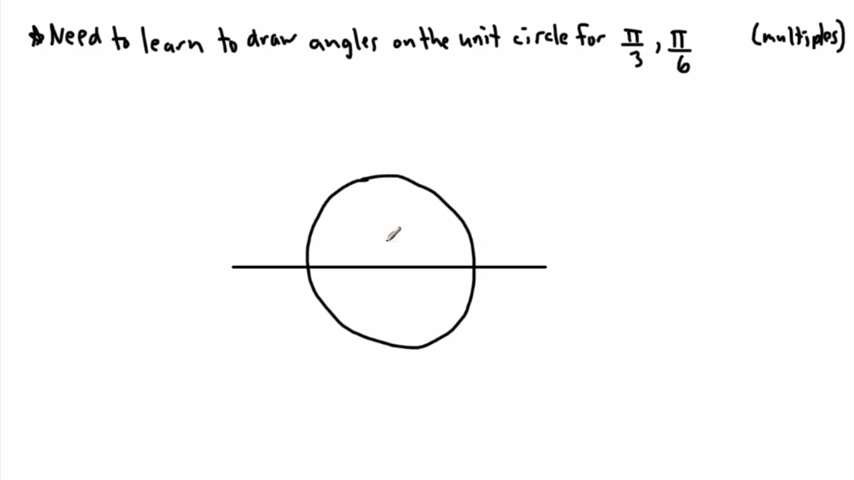 *Need to learn to draw angles on the unit circle for π/3, π/6 (multiples)